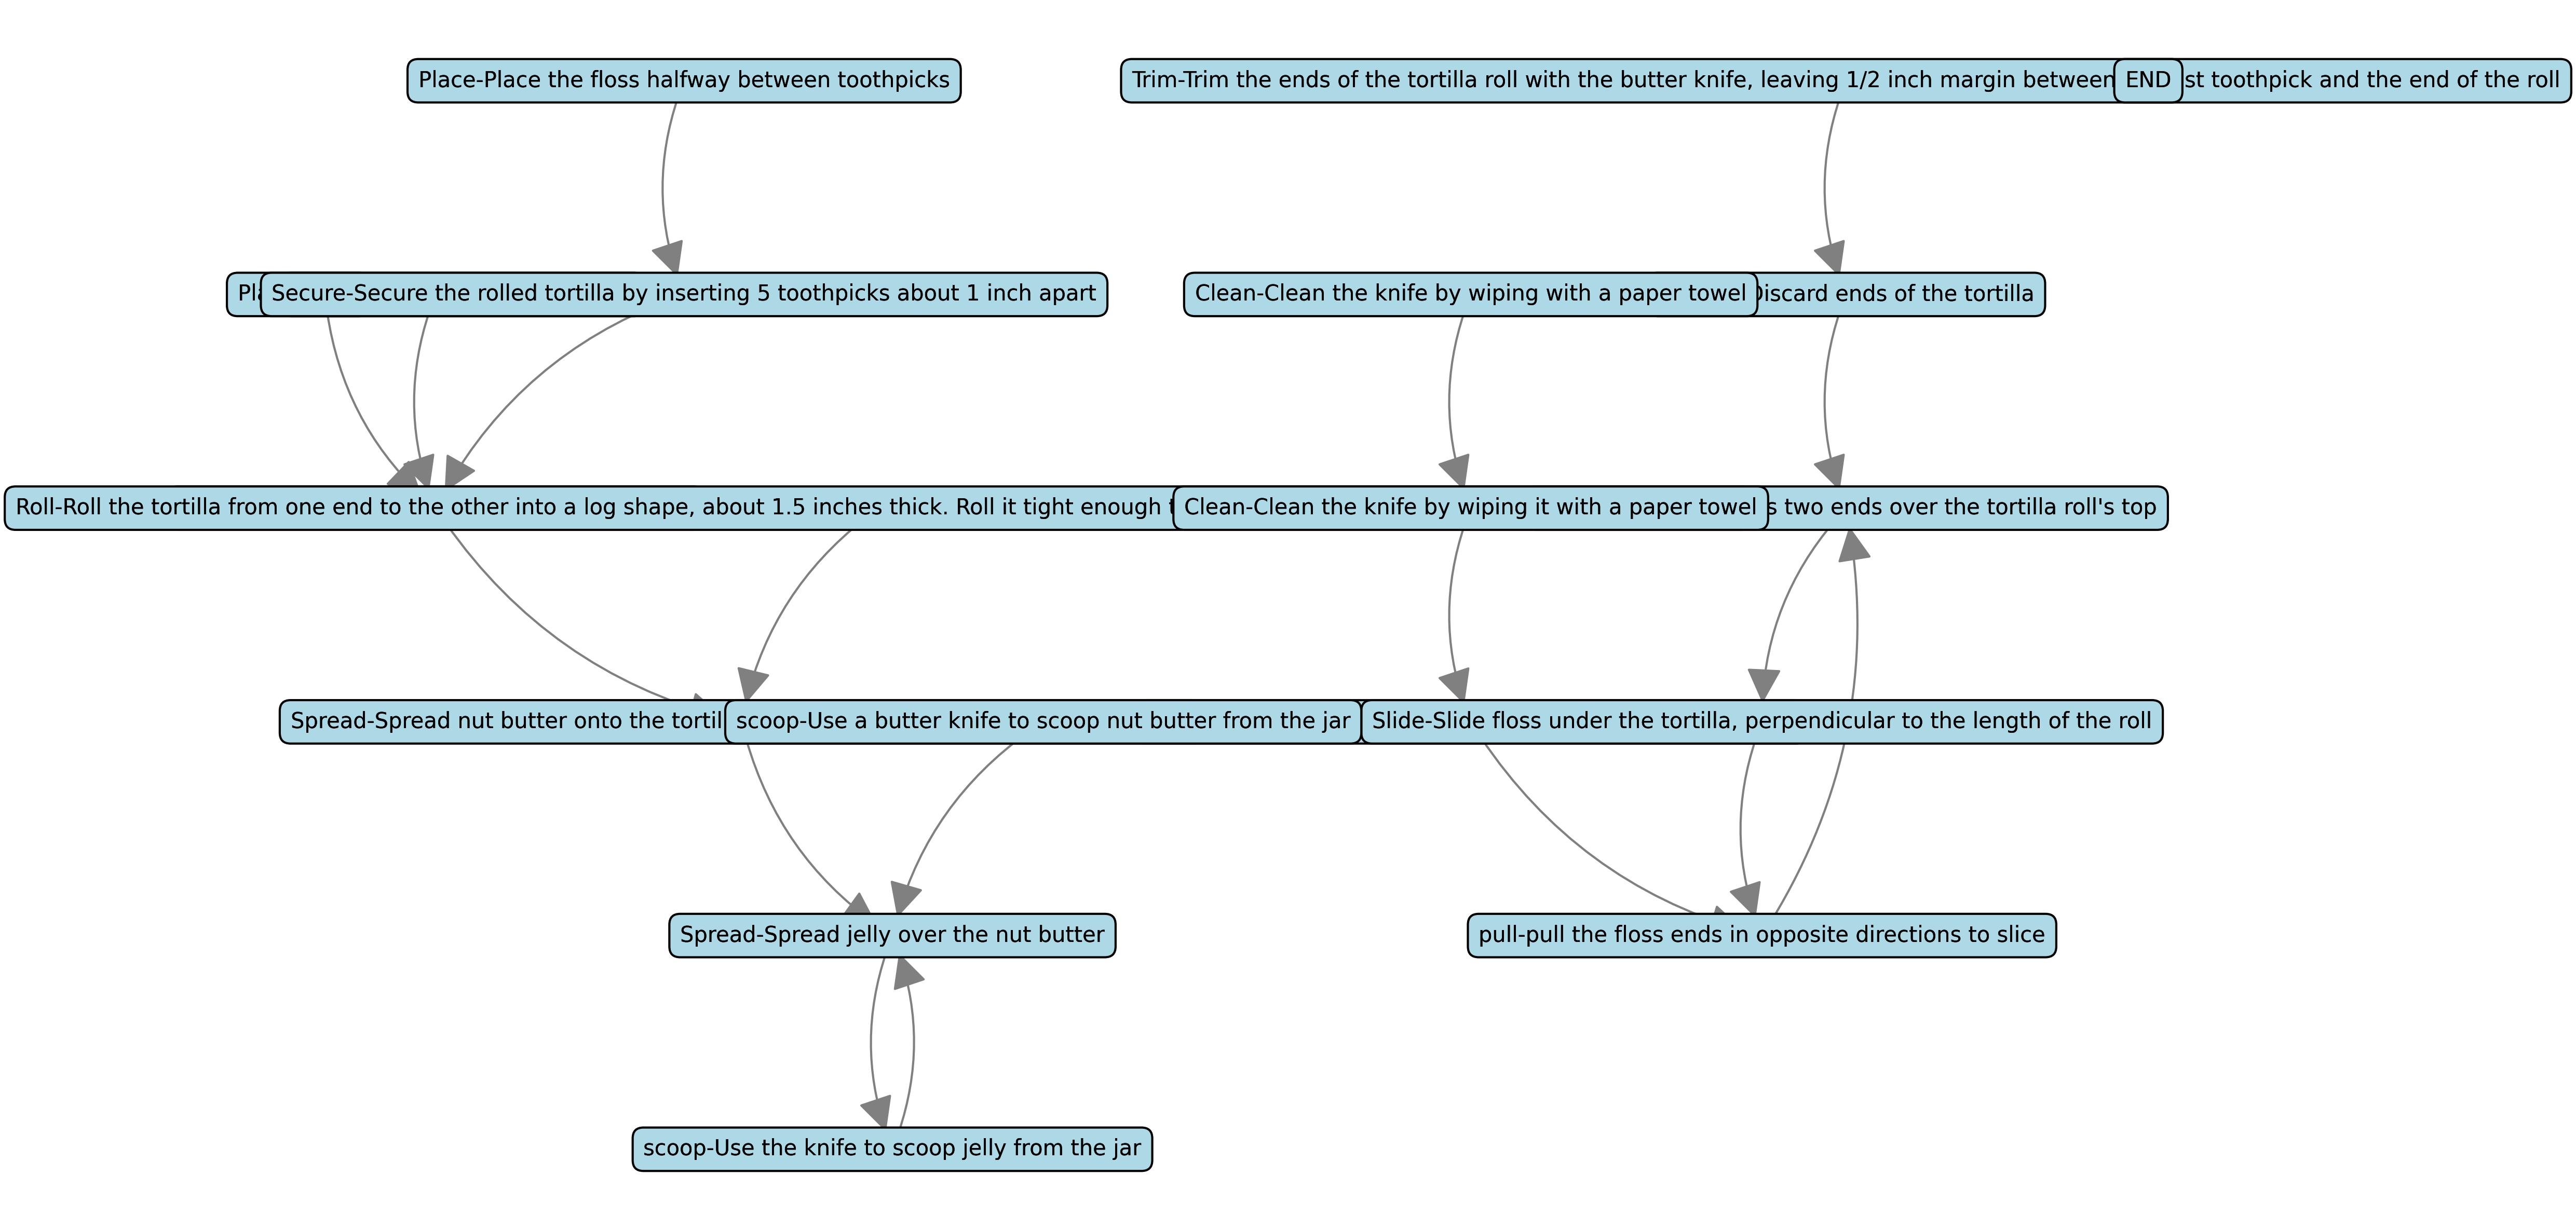 Place-Place the floss halfway between toothpicks
Trim-Trim the ends of the tortilla roll with the butter knife, leaving 1/2 inch margin between
END
st toothpick and the end of the roll
Secure-Secure the rolled tortilla by inserting 5 toothpicks about 1 inch apart
Clean-Clean the knife by wiping with a paper towel
Discard ends of the tortilla
Roll-Roll the tortilla from one end to the other into a log shape, about 1.5 inches thick. Roll it tight enough
Clean-Clean the knife by wiping it with a paper towel
s two ends over the tortilla roll's top
Spread-Spread nut butter onto the
scoop-Use a butter knife to scoop nut butter from the jar
Slide-Slide floss under the tortilla, perpendicular to the length of the roll
Spread-Spread jelly over the nut butter
pull-pull the floss ends in opposite directions to slice
scoop-Use the knife to scoop jelly from the jar